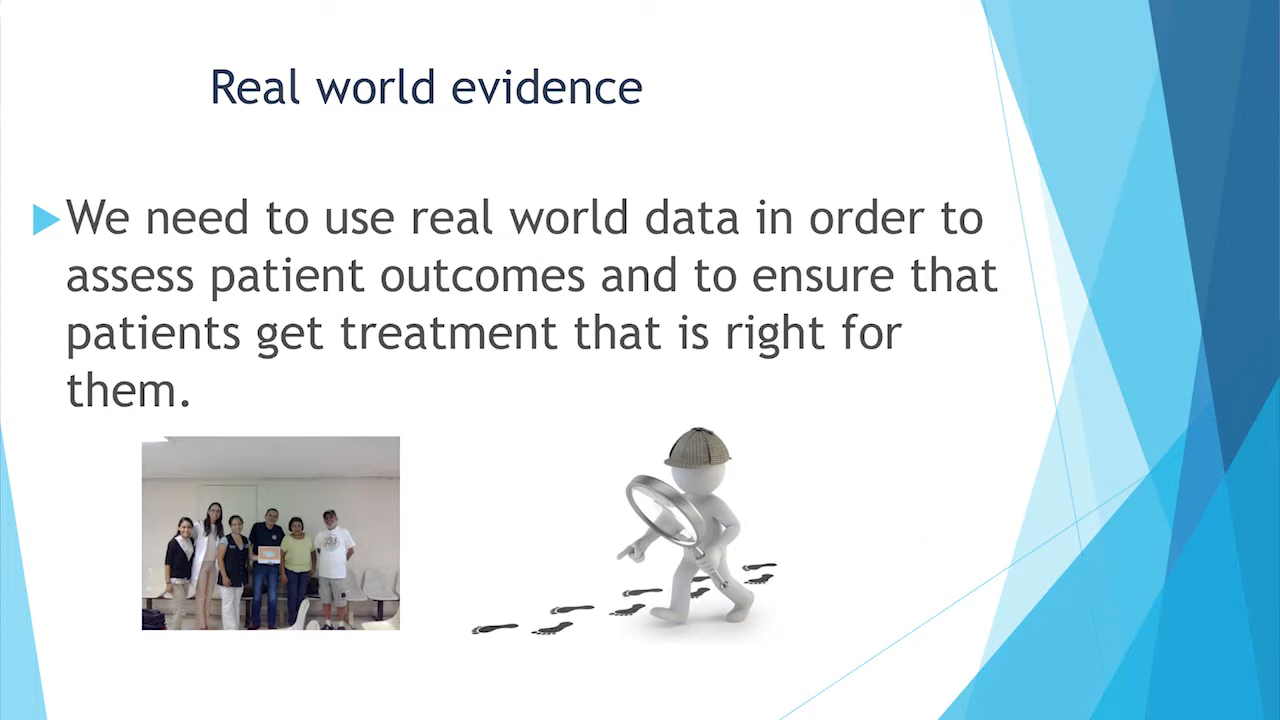 Real world evidence
We need to use real world data in order to
assess patient outcomes and to ensure that
patients get treatment that is right for
them.